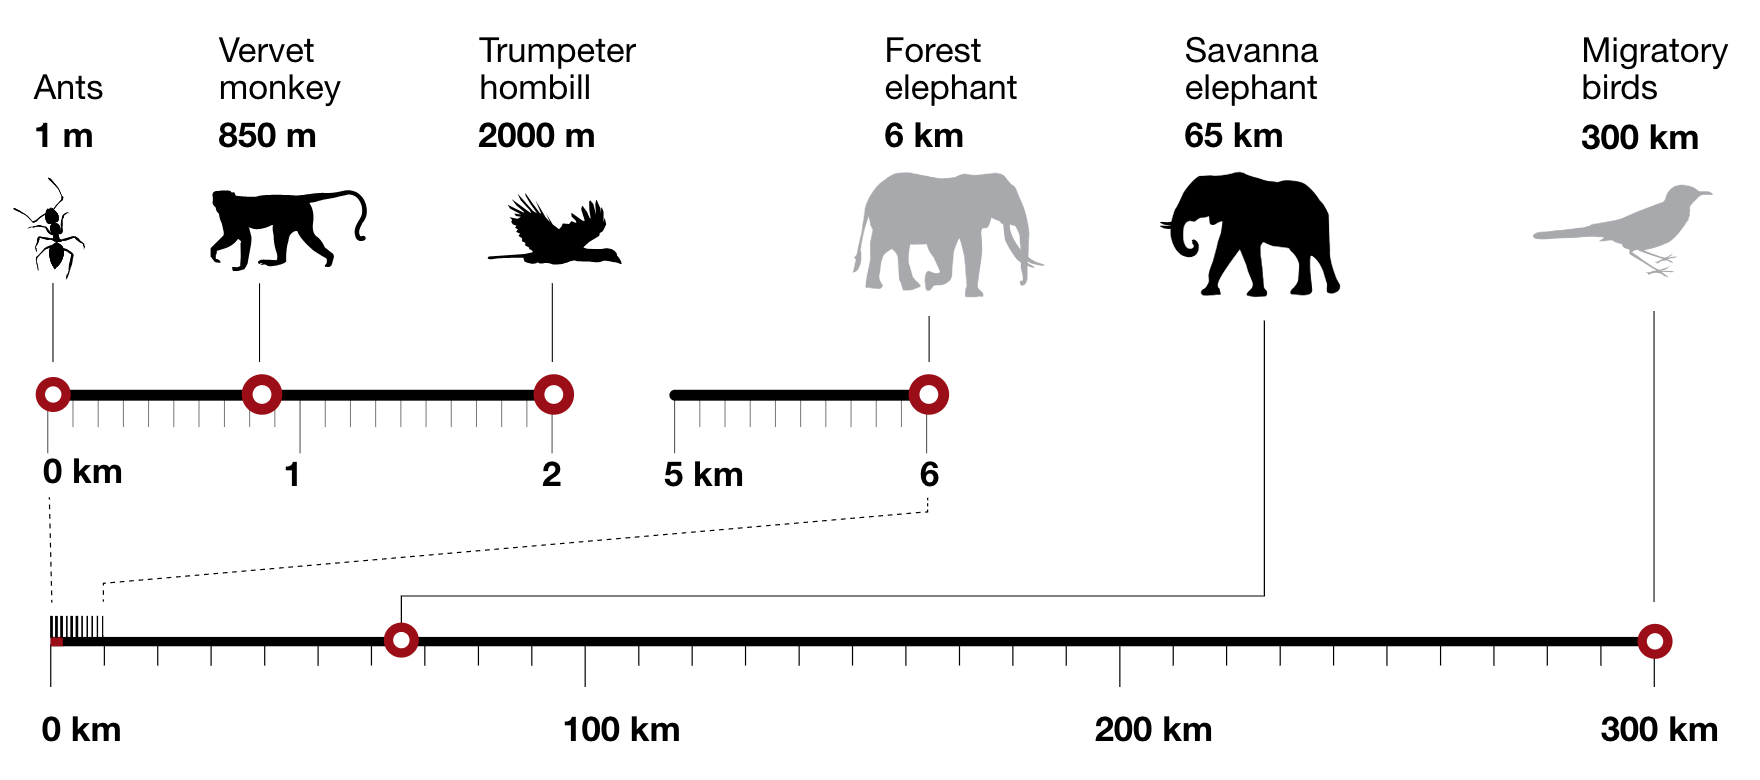 Ants
1 m
Vervet
monkey
850 m
Trumpeter
hombill
2000 m
Forest
elephant
6 km
Savanna
elephant
65 km
Migratory
birds
300 km
0 km
1
2
5 km
6
0 km
100 km
200 km
300 km